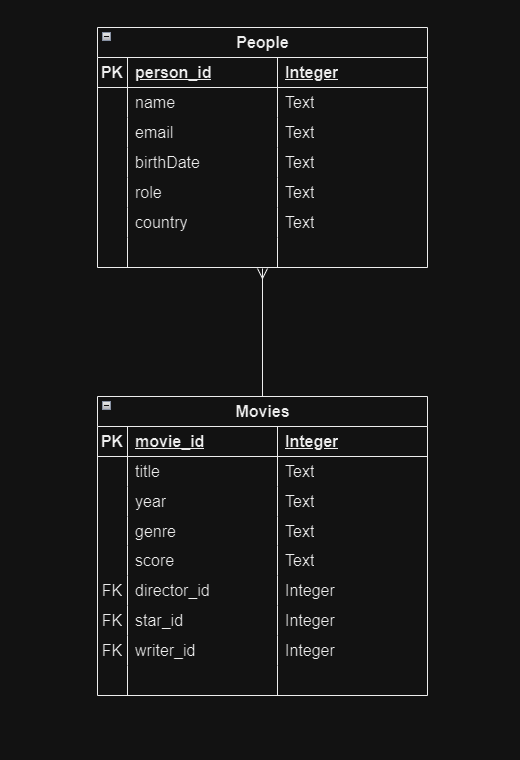 People
PK person_id Integer
name Text
email Text
birthDate Text
role Text
country Text
Movies
PK movie_id Integer
title Text
year Text
genre Text
score Text
FK director_id Integer
FK star_id Integer
FK writer_id Integer